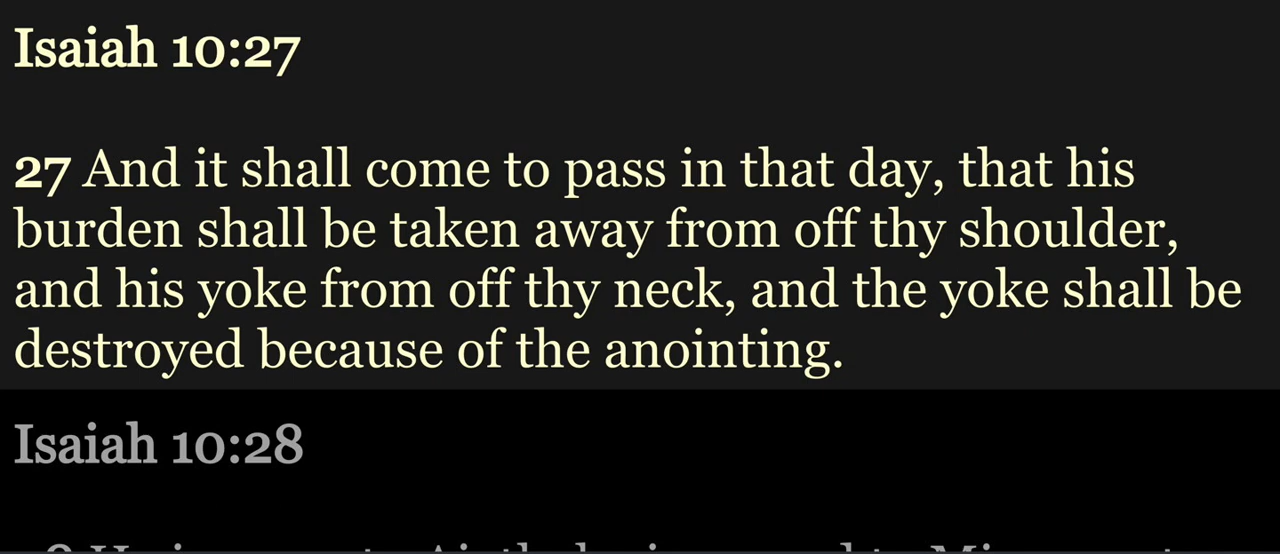 Isaiah 10:27
27 And it shall come to pass in that day, that his
burden shall be taken away from off thy shoulder,
and his yoke from off thy neck, and the yoke shall be
destroyed because of the anointing.
Isaiah 10:28